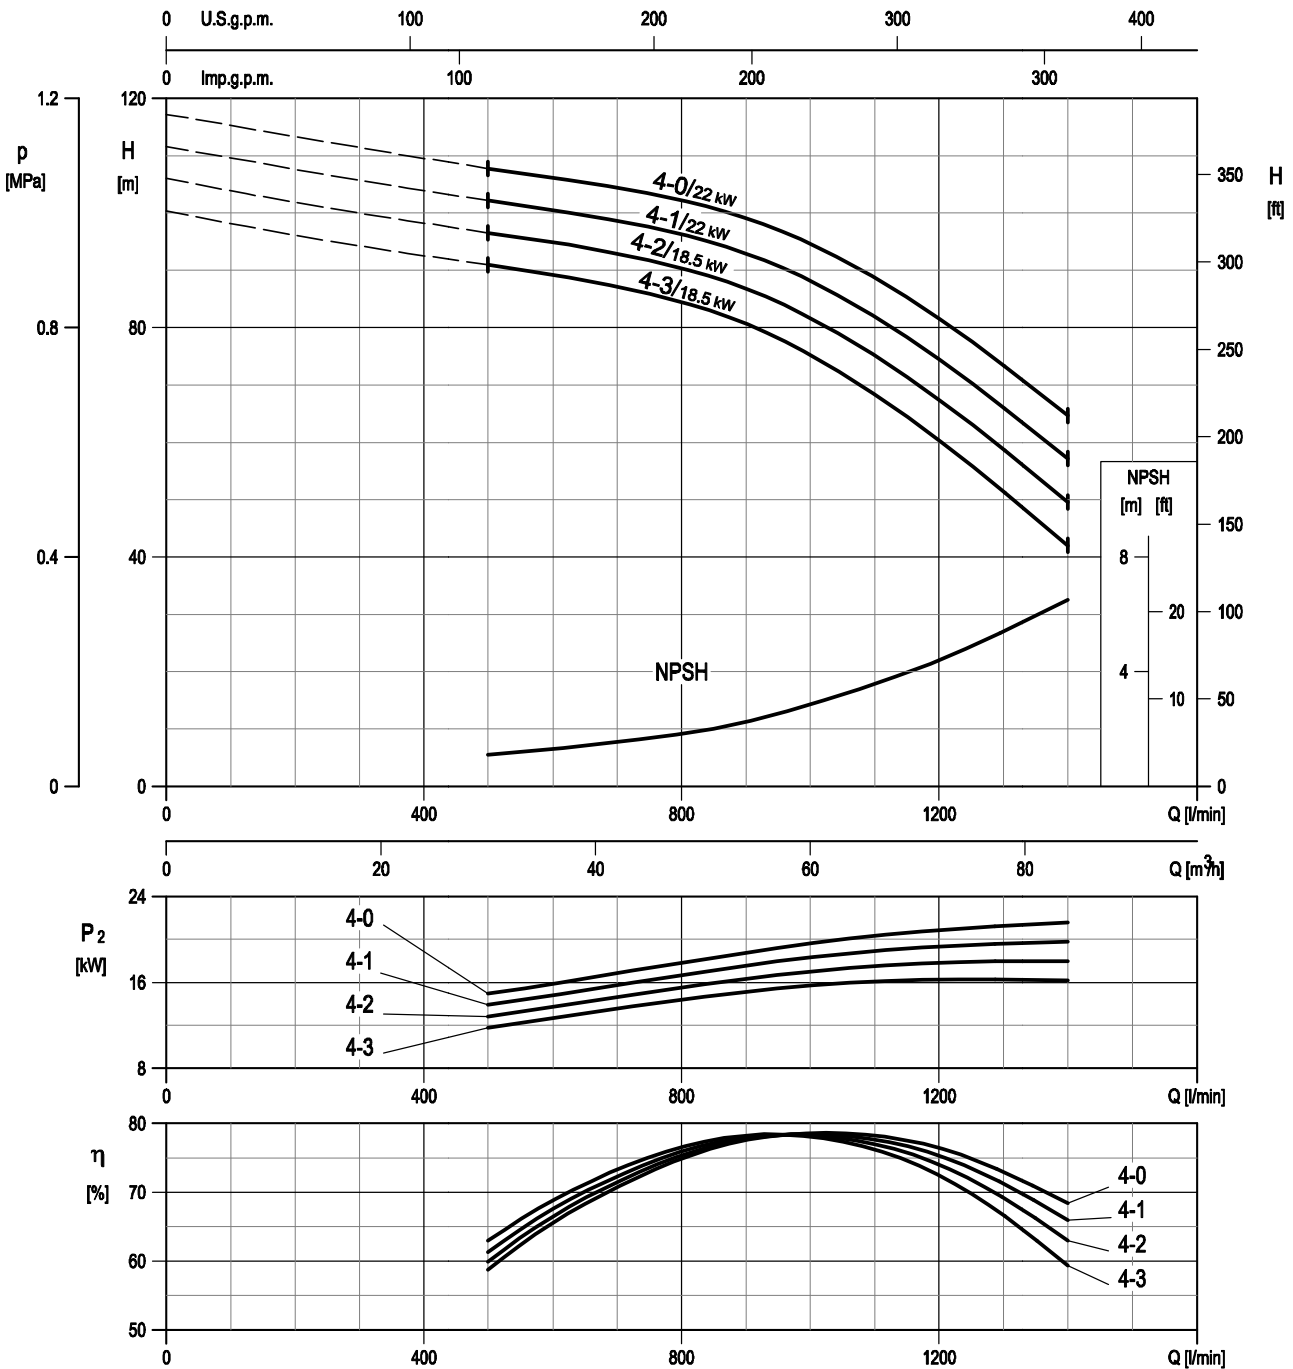 0 U.S.g.p.m. 100 200 300 400
0 Imp.g.p.m. 100 200 300
1.2 120
p H
[MPa] [m]
350 H
[ft]
4-0/22 kW
4-1/22 kW
4-2/18.5 kW
4-3/18.5 kW
300
0.8 80
250
200
NPSH
[m] [ft]
150
0.4 40 8
20 100
NPSH 4
10 50
0 0 0
0 400 800 1200 Q [l/min]
0 20 40 60 80 Q [m³/h]
24
P2
[kW]
4-0
4-1
16
4-2
4-3
8
0 400 800 1200 Q [l/min]
80
η
[%]
70
4-0
4-1
4-2
60
4-3
50
0 400 800 1200 Q [l/min]